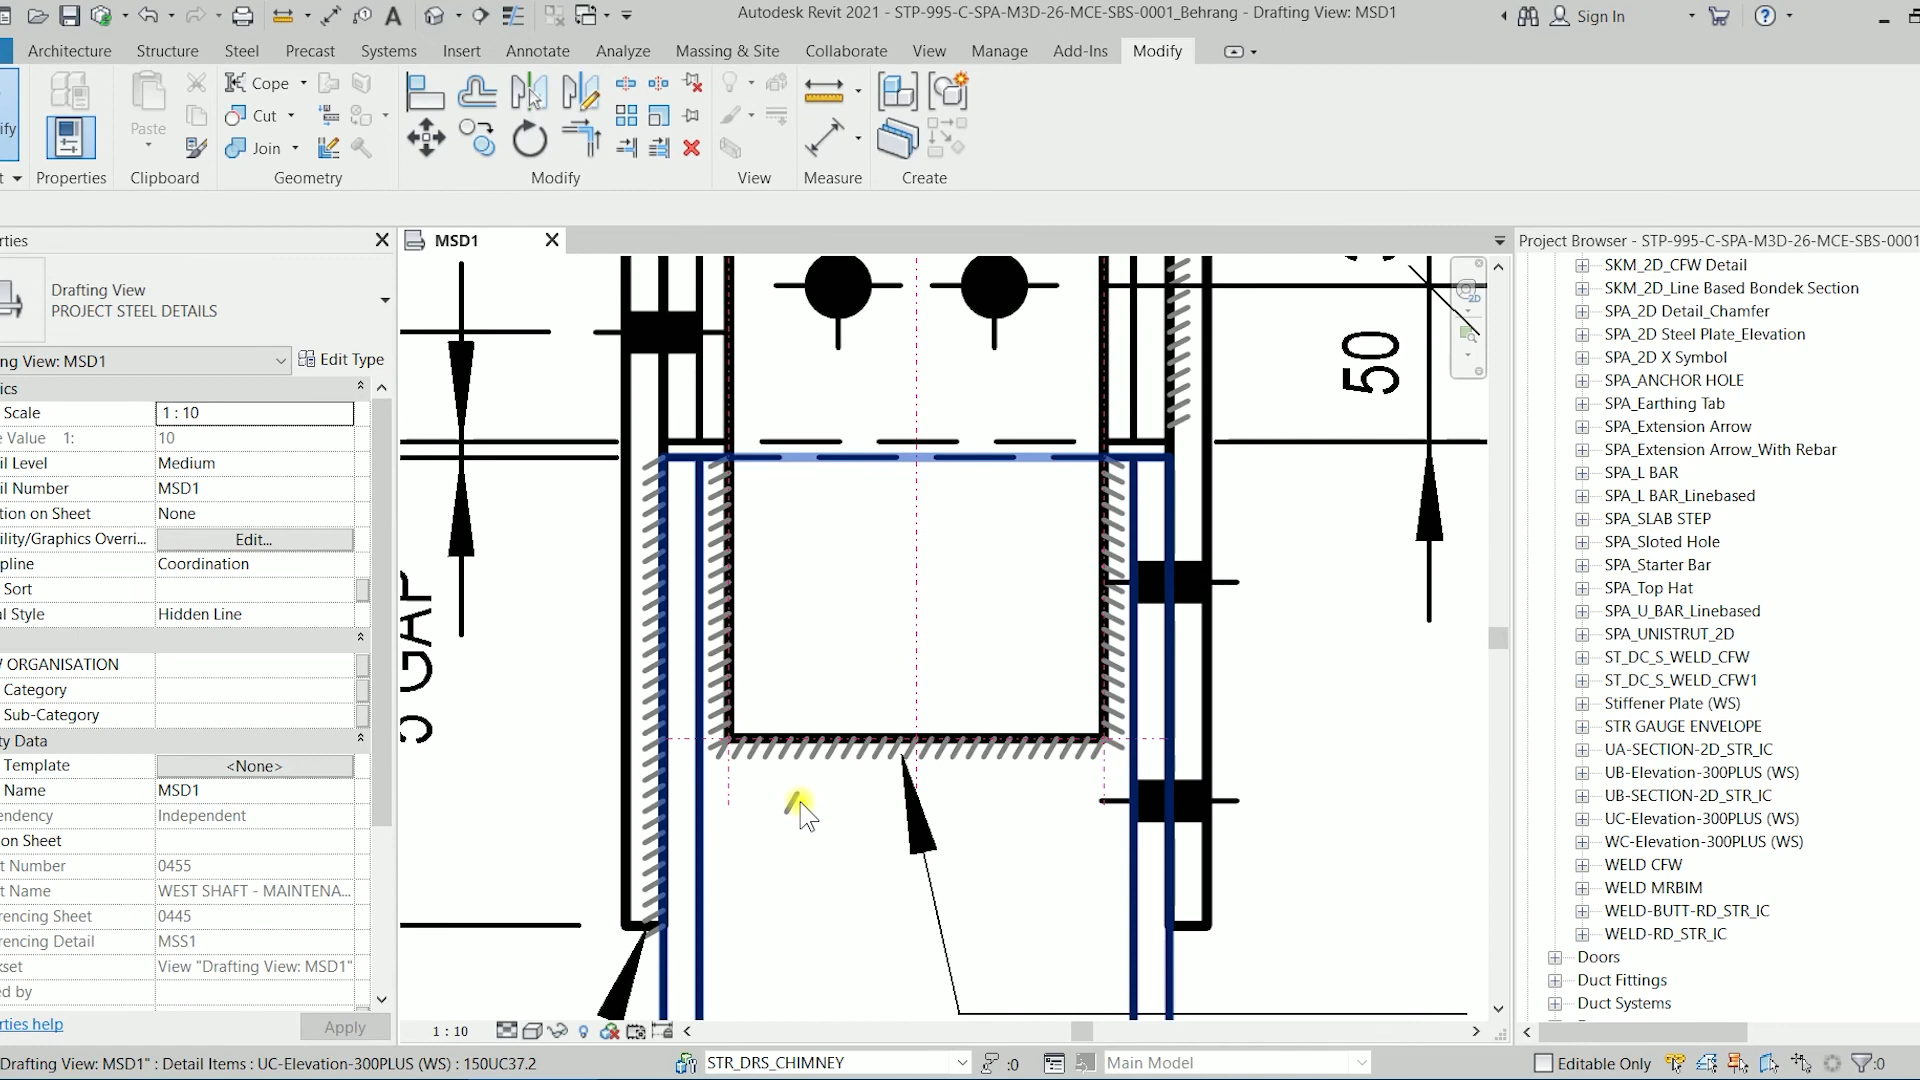 Autodesk Revit 2021 - STP-995-C-SPA-M3D-26-MCE-SBS-0001_Behrang - Drafting View: MSD1
Sign In
Architecture Structure Steel Precast Systems Insert Annotate Analyze Massing & Site Collaborate View Manage Add-Ins Modify
ify
Paste
Cope
Cut
Join
t Properties Clipboard Geometry Modify View Measure Create
rties
MSD1
Project Browser - STP-995-C-SPA-M3D-26-MCE-SBS-0001
Drafting View
PROJECT STEEL DETAILS
ng View: MSD1
Edit Type
ics
Scale 1 : 10
e Value 1: 10
il Level Medium
il Number MSD1
tion on Sheet None
ility/Graphics Overri... Edit...
ipline Coordination
Sort
al Style Hidden Line
W ORGANISATION
Category
Sub-Category
ty Data
Template <None>
Name MSD1
endency Independent
on Sheet
t Number 0455
t Name WEST SHAFT - MAINTENA...
rencing Sheet 0445
rencing Detail MSS1
kset View "Drafting View: MSD1"
ed by
rties help
Apply
5 GAP
50
2D
SKM_2D_CFW Detail
SKM_2D_Line Based Bondek Section
SPA_2D Detail_Chamfer
SPA_2D Steel Plate_Elevation
SPA_2D X Symbol
SPA_ANCHOR HOLE
SPA_Earthing Tab
SPA_Extension Arrow
SPA_Extension Arrow_With Rebar
SPA_L BAR
SPA_L BAR_Linebased
SPA_SLAB STEP
SPA_Sloted Hole
SPA_Starter Bar
SPA_Top Hat
SPA_U_BAR_Linebased
SPA_UNISTRUT_2D
ST_DC_S_WELD_CFW
ST_DC_S_WELD_CFW1
Stiffener Plate (WS)
STR GAUGE ENVELOPE
UA-SECTION-2D_STR_IC
UB-Elevation-300PLUS (WS)
UB-SECTION-2D_STR_IC
UC-Elevation-300PLUS (WS)
WC-Elevation-300PLUS (WS)
WELD CFW
WELD MRBIM
WELD-BUTT-RD_STR_IC
WELD-RD_STR_IC
Doors
Duct Fittings
Duct Systems
1 : 10
Drafting View: MSD1" : Detail Items : UC-Elevation-300PLUS (WS) : 150UC37.2
STR_DRS_CHIMNEY
:0
Main Model
Editable Only
:0